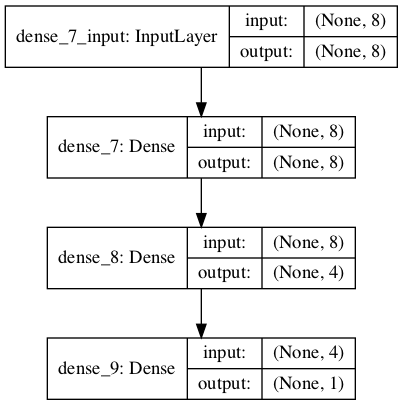 dense_7_input: InputLayer
input: (None, 8)
output: (None, 8)
dense_7: Dense
input: (None, 8)
output: (None, 8)
dense_8: Dense
input: (None, 8)
output: (None, 4)
dense_9: Dense
input: (None, 4)
output: (None, 1)